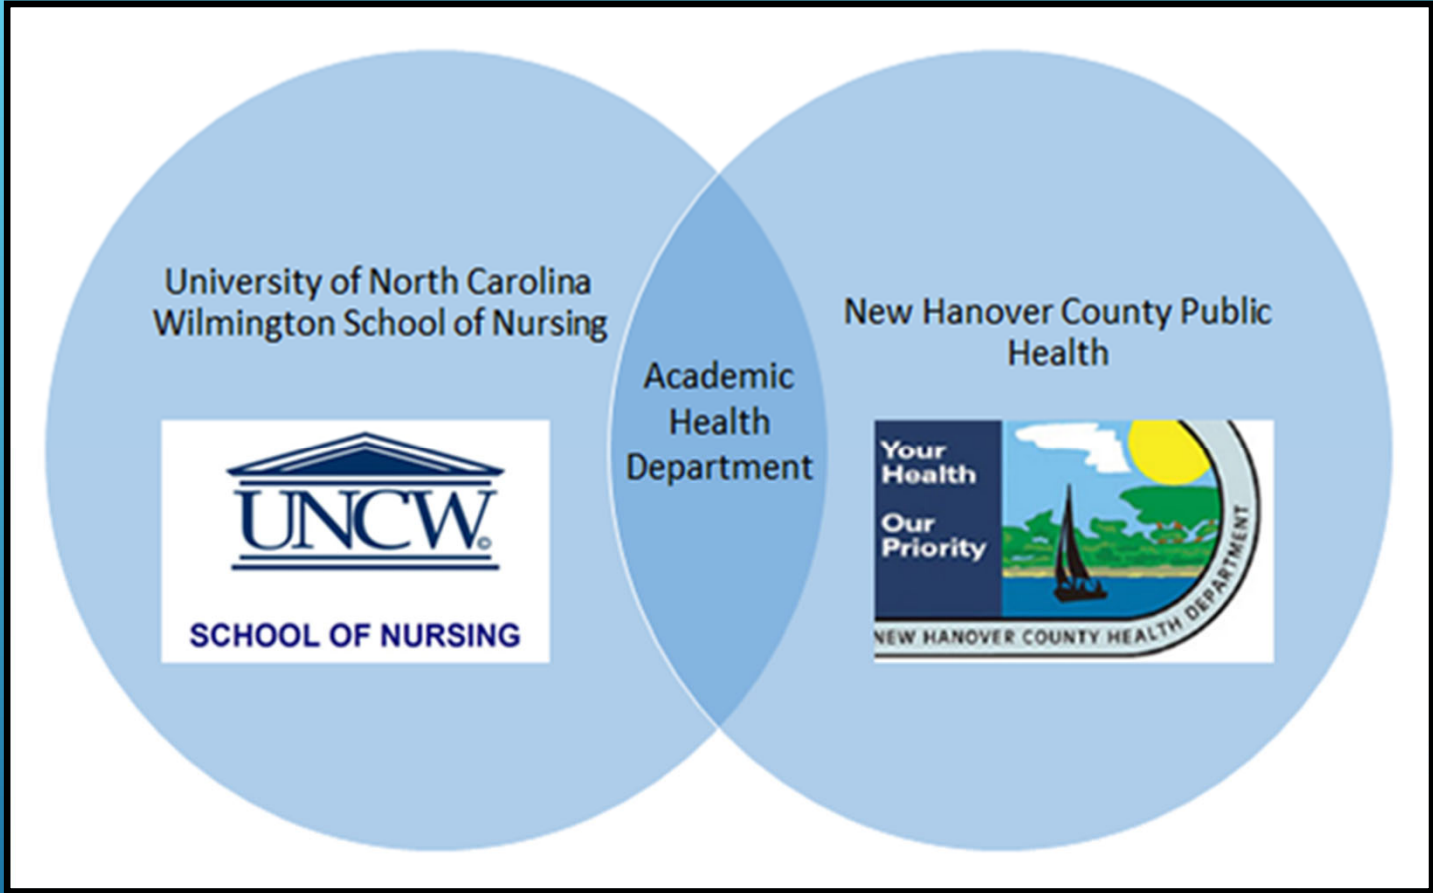 University of North Carolina
Wilmington School of Nursing
UNCW©
SCHOOL OF NURSING
Academic
Health
Department
New Hanover County Public
Health
Your
Health
Our
Priority
NEW HANOVER COUNTY HEALTH DEPARTMENT